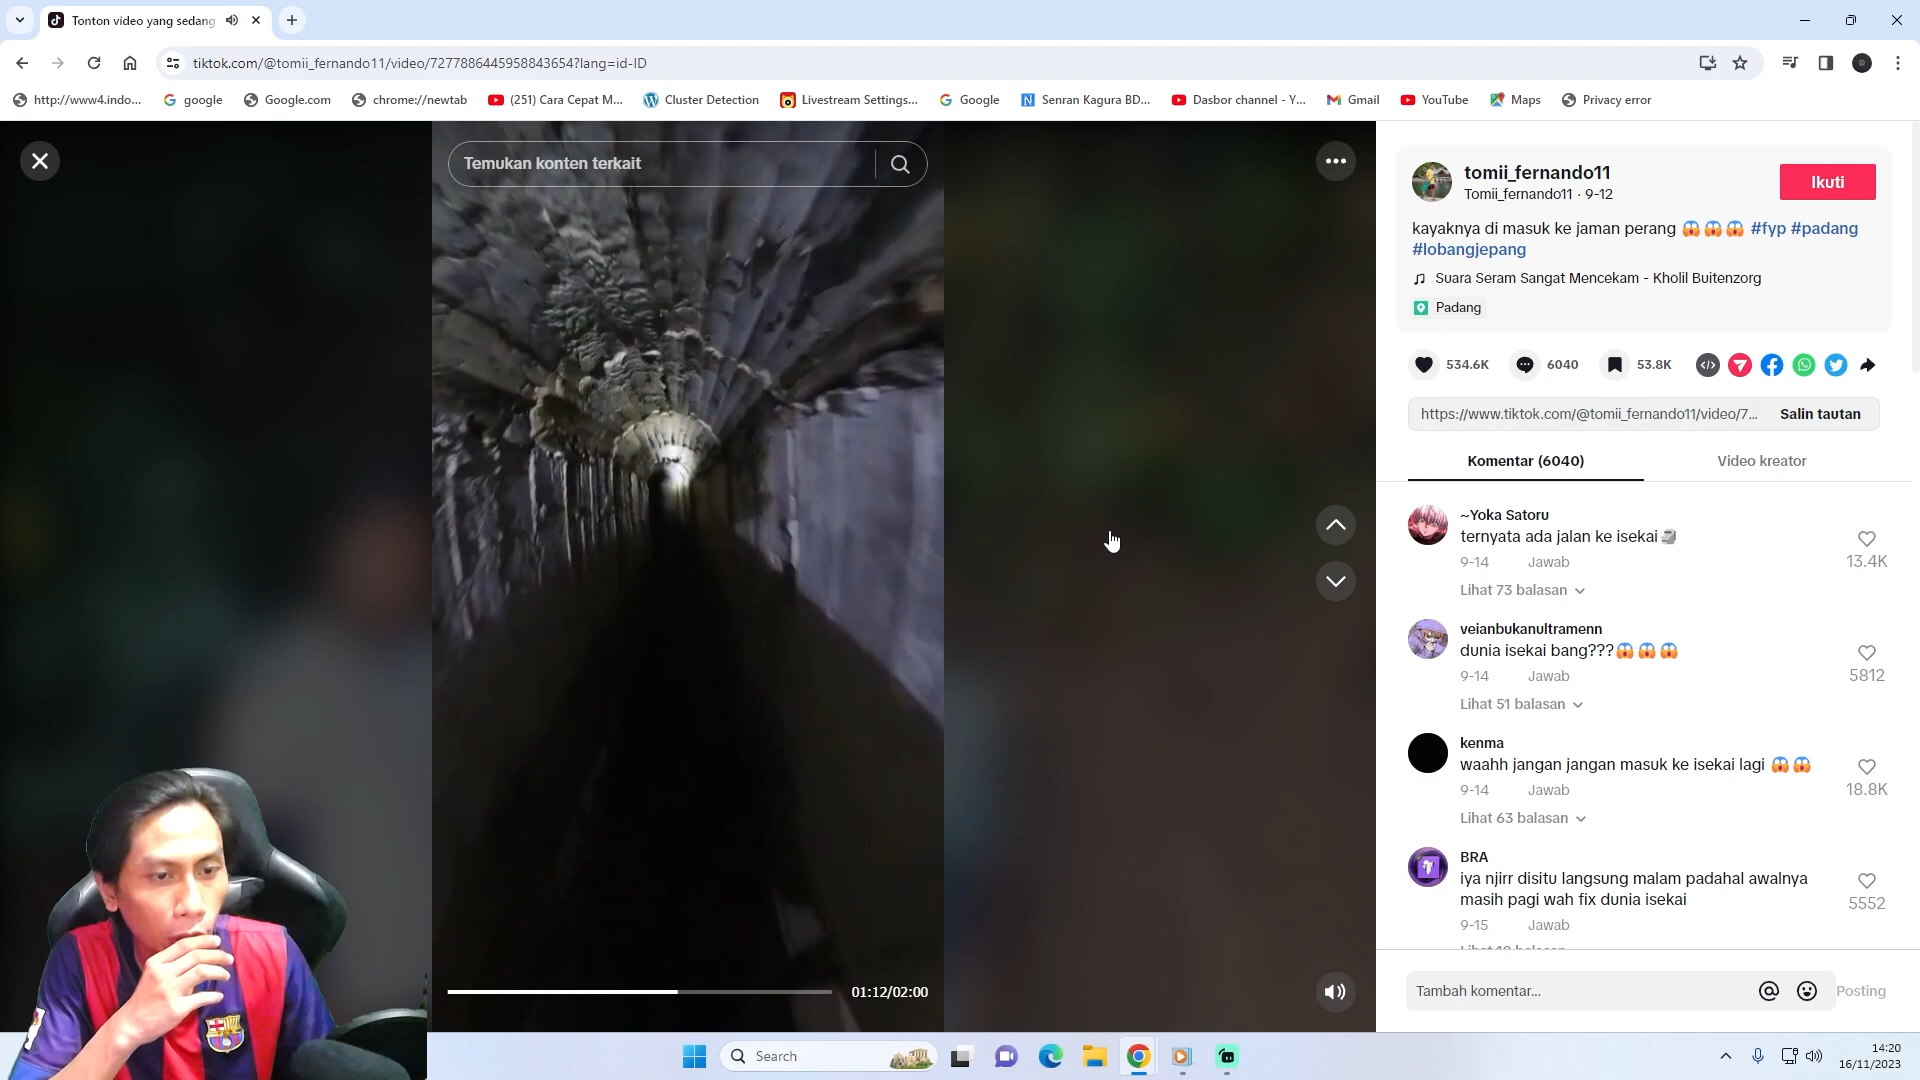 Tonton video yang sedang
tiktok.com/@tomii_fernando11/video/7277886445958843654?lang=id-ID
http://www4.indo...
google
Google.com
chrome://newtab
(251) Cara Cepat M...
Cluster Detection
Livestream Settings...
Google
Senran Kagura BD...
Dasbor channel - Y...
Gmail
YouTube
Maps
Privacy error
Temukan konten terkait
01:12/02:00
tomii_fernando11
Tomii_fernando11 · 9-12
Ikuti
kayaknya di masuk ke jaman perang 😱😱😱 #fyp #padang
#lobangjepang
Suara Seram Sangat Mencekam - Kholil Buitenzorg
Padang
534.6K
6040
53.8K
https://www.tiktok.com/@tomii_fernando11/video/7...
Salin tautan
Komentar (6040)
Video kreator
~Yoka Satoru
ternyata ada jalan ke isekai🗿
9-14 Jawab
13.4K
Lihat 73 balasan
veianbukanultramenn
dunia isekai bang???😱😱😱
9-14 Jawab
5812
Lihat 51 balasan
kenma
waahh jangan jangan masuk ke isekai lagi 😱😱
9-14 Jawab
18.8K
Lihat 63 balasan
BRA
iya njirr disitu langsung malam padahal awalnya
masih pagi wah fix dunia isekai
9-15 Jawab
5552
Tambah komentar...
Posting
Search
14:20
16/11/2023